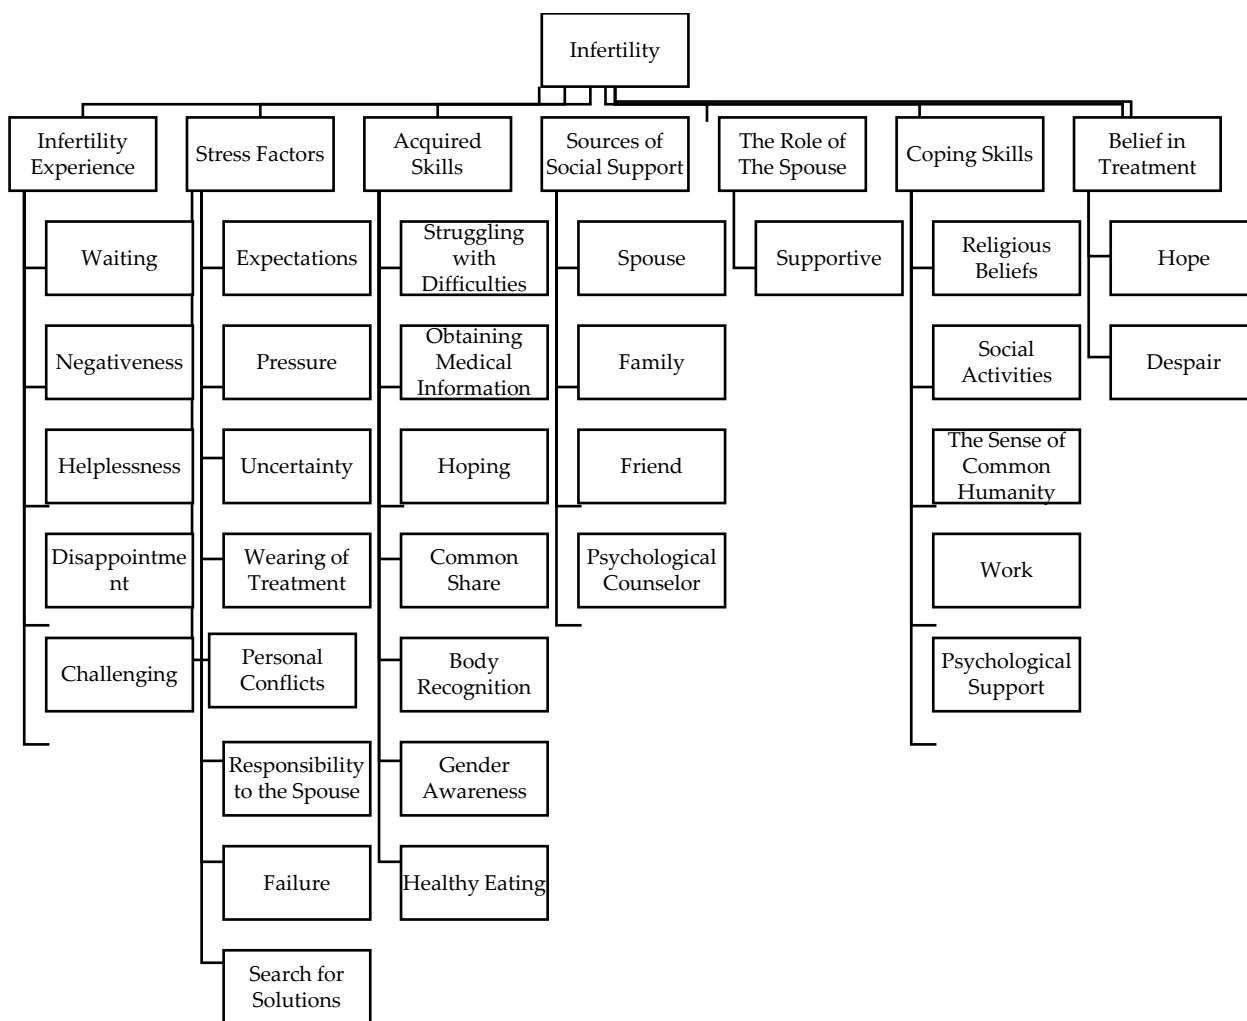 Infertility
Infertility
Experience
Stress Factors
Acquired
Skills
Sources of
Social Support
The Role of
The Spouse
Coping Skills
Belief in
Treatment
Waiting
Negativeness
Helplessness
Disappointme
nt
Challenging
Expectations
Pressure
Uncertainty
Wearing of
Treatment
Personal
Conflicts
Responsibility
to the Spouse
Failure
Search for
Solutions
Struggling
with
Difficulties
Obtaining
Medical
Information
Hoping
Common
Share
Body
Recognition
Gender
Awareness
Healthy Eating
Spouse
Family
Friend
Psychological
Counselor
Supportive
Religious
Beliefs
Social
Activities
The Sense of
Common
Humanity
Work
Psychological
Support
Hope
Despair